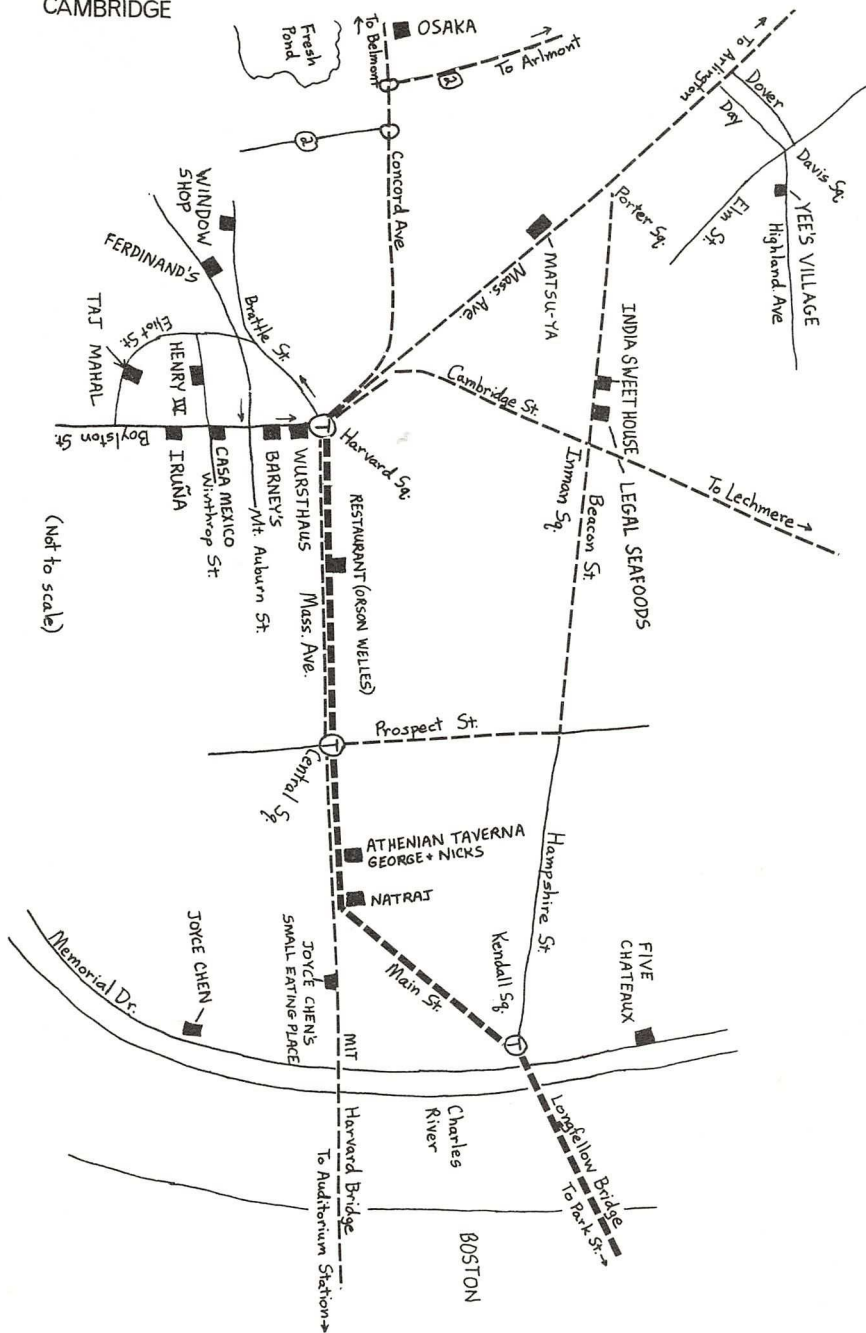 CAMBRIDGE
Fresh
Pond
To Belmont
OSAKA
To Arlmont
2
2
Concord Ave
To Arlington
Dover
Day
Davis Sq.
YEE'S VILLAGE
Highland Ave
Elm
St.
Porter Sq.
MATSU-YA
Mass. Ave.
WINDOW
SHOP
FERDINAND'S
TAJ MAHAL
Eliot St.
HENRY IV
Brattle St.
Boylston St.
IRUÑA
CASA MEXICO
Winthrop St.
Mt. Auburn St.
BARNEY'S
WURSTHAUS
T
Harvard Sq.
INDIA SWEET HOUSE
LEGAL SEAFOODS
Cambridge St.
Inman Sq.
Beacon St.
To Lechmere
RESTAURANT (ORSON WELLES)
Mass. Ave.
(Not to scale)
Prospect St.
T
Central Sq.
ATHENIAN TAVERNA
GEORGE + NICKS
NATRAJ
Hampshire St.
Main St.
Kendall Sq.
T
FIVE
CHATEAUX
JOYCE CHEN
Memorial Dr.
JOYCE CHEN'S
SMALL EATING PLACE
MIT
Harvard Bridge
To Auditorium Station
Charles
River
Longfellow Bridge
To Park St.
BOSTON